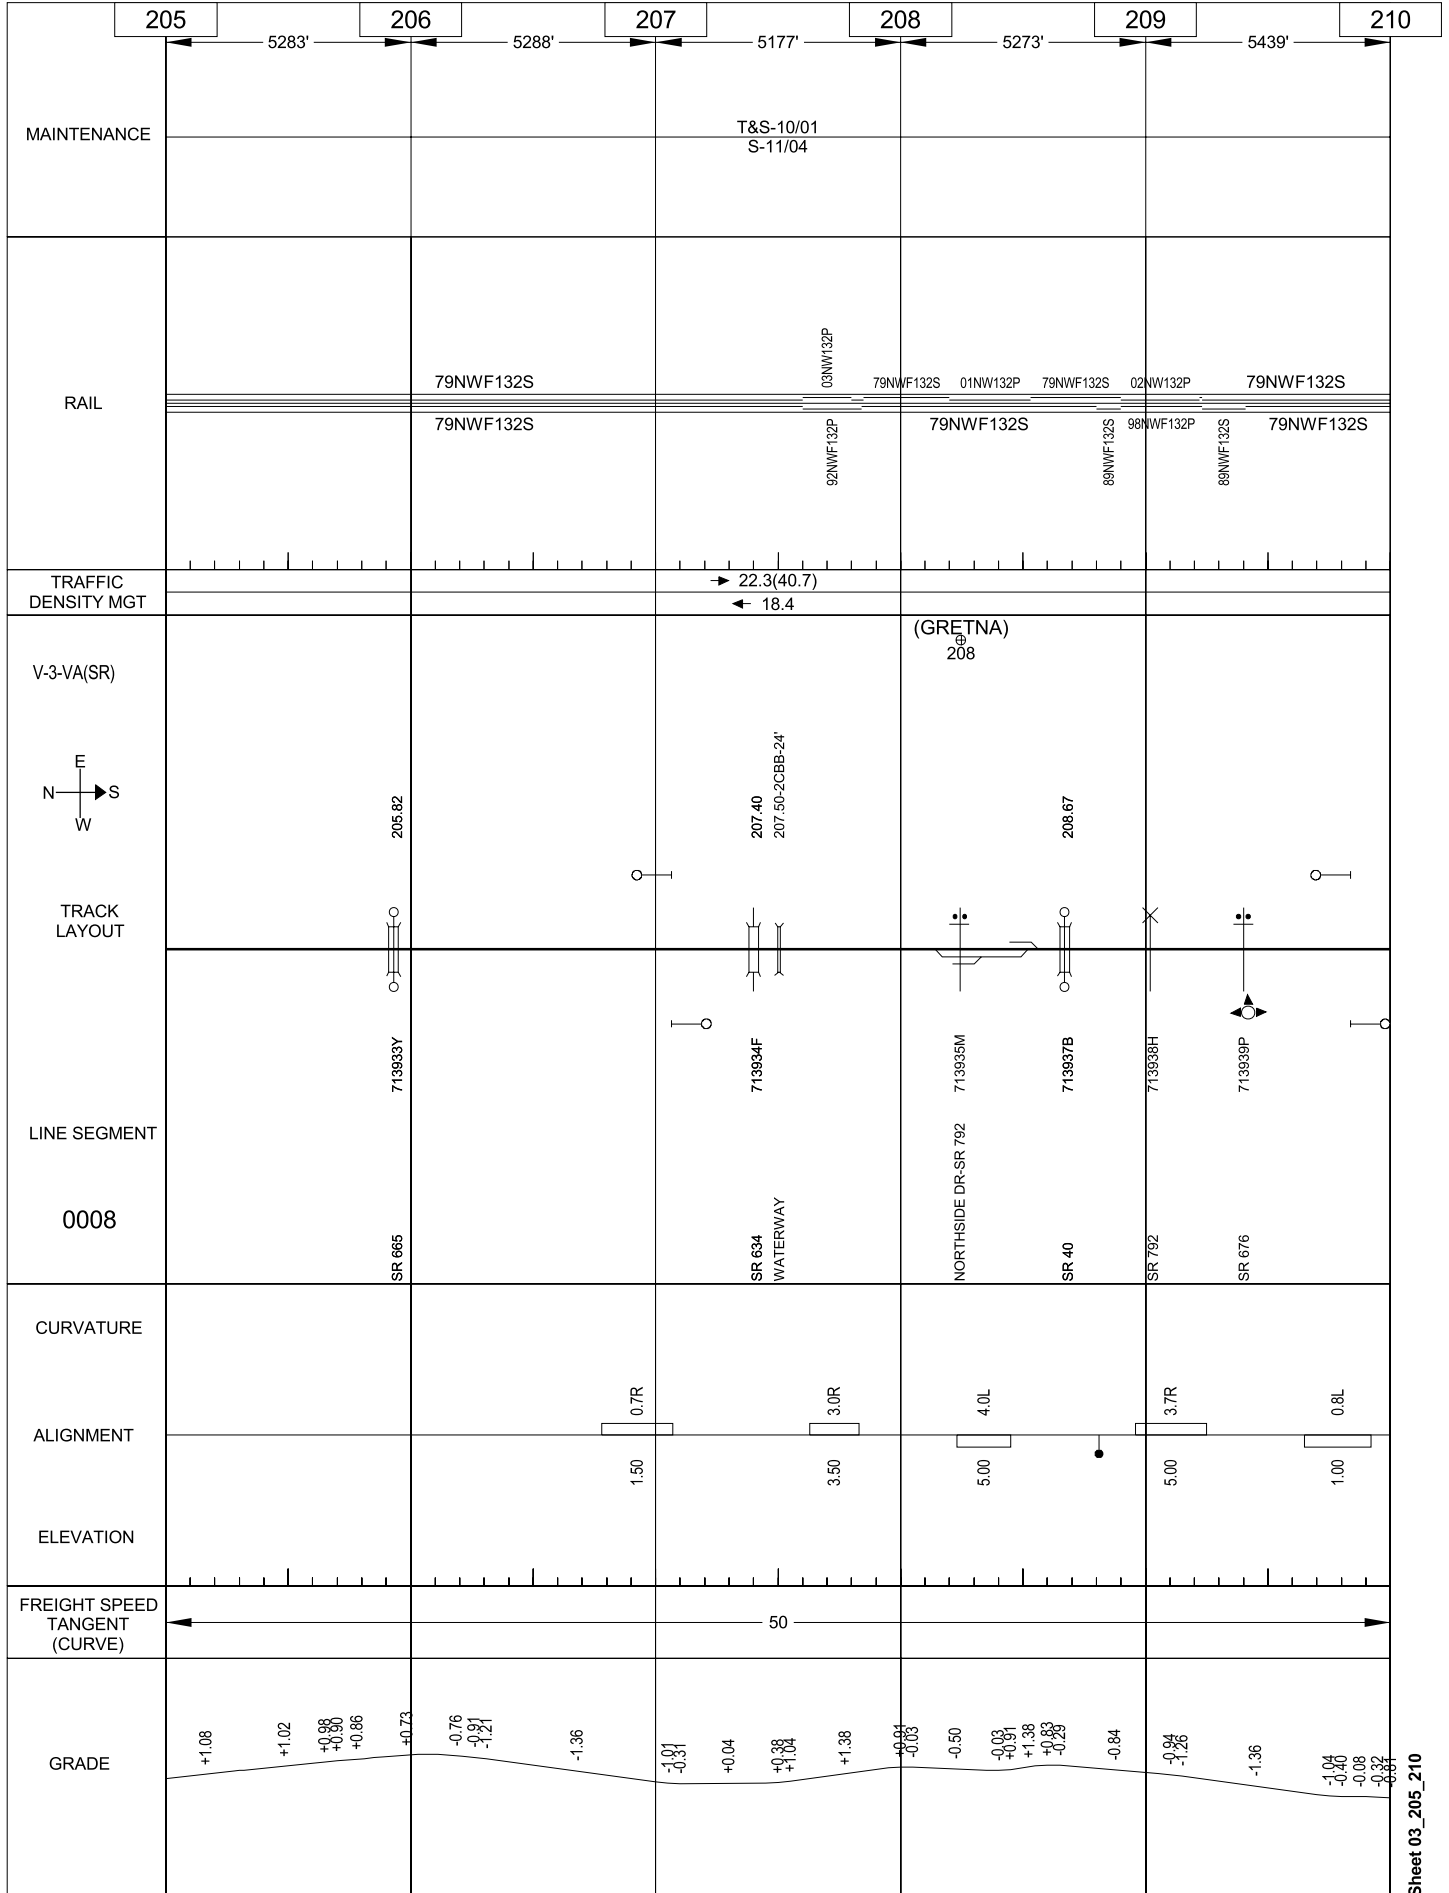 205 206 207 208 209 210
5283' 5288' 5177' 5273' 5439'
MAINTENANCE
T&S-10/01
S-11/04
RAIL
79NWF132S
79NWF132S
03NW132P
92NWF132P
79NWF132S 01NW132P 79NWF132S 02NW132P 79NWF132S
79NWF132S
89NWF132S
98NWF132P
89NWF132S
79NWF132S
TRAFFIC
DENSITY MGT
22.3(40.7)
18.4
V-3-VA(SR)
(GRETNA)
208
E
N S
W
205.82
207.40
207.50-2CBB-24'
208.67
TRACK
LAYOUT
713933Y
713934F
713935M
713937B
713938H
713939P
LINE SEGMENT
0008
SR 665
SR 634
WATERWAY
NORTHSIDE DR-SR 792
SR 40
SR 792
SR 676
CURVATURE
0.7R
3.0R
4.0L
3.7R
0.8L
ALIGNMENT
1.50
3.50
5.00
5.00
1.00
ELEVATION
FREIGHT SPEED
TANGENT
(CURVE)
50
GRADE
+1.08
+1.02
+0.98
+0.90
+0.86
+0.73
-0.76
-0.91
-1.21
-1.36
-1.01
-0.31
+0.04
+0.38
+1.04
+1.38
+0.91
-0.03
-0.50
-0.03
+0.91
+1.38
+0.83
-0.29
-0.84
-0.94
-1.26
-1.36
-1.04
-0.40
-0.08
-0.32
-0.81
Sheet 03_205_210